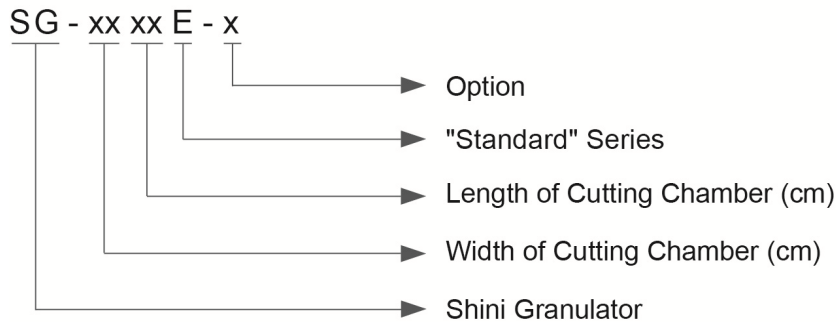 SG - xx xx E - x
Option
"Standard" Series
Length of Cutting Chamber (cm)
Width of Cutting Chamber (cm)
Shini Granulator